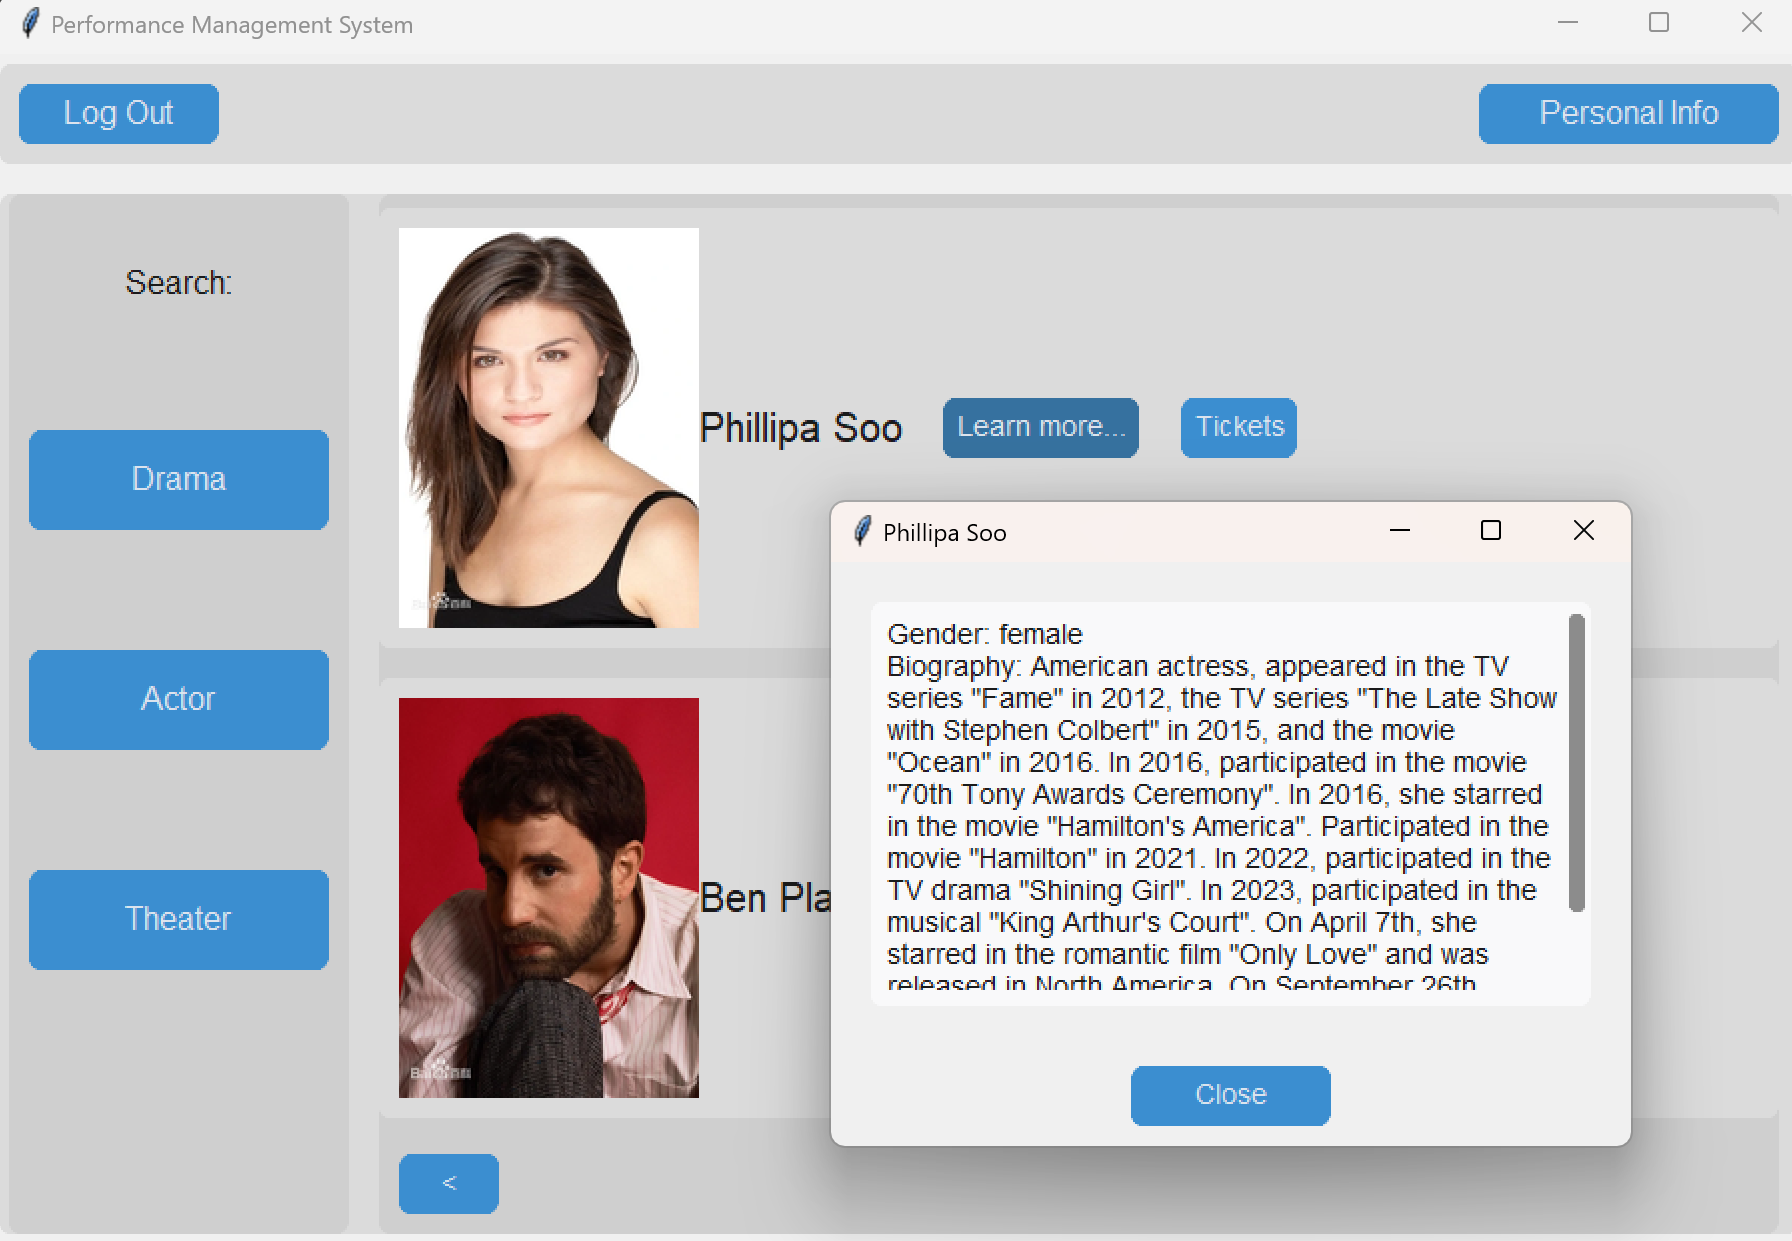 Performance Management System
Log Out
Personal Info
Search:
Drama
Actor
Theater
Phillipa Soo
Learn more...
Tickets
Ben Pla
Phillipa Soo
Gender: female
Biography: American actress, appeared in the TV
series "Fame" in 2012, the TV series "The Late Show
with Stephen Colbert" in 2015, and the movie
"Ocean" in 2016. In 2016, participated in the movie
"70th Tony Awards Ceremony". In 2016, she starred
in the movie "Hamilton's America". Participated in the
movie "Hamilton" in 2021. In 2022, participated in the
TV drama "Shining Girl". In 2023, participated in the
musical "King Arthur's Court". On April 7th, she
starred in the romantic film "Only Love" and was
released in North America. On September 26th
Close
<